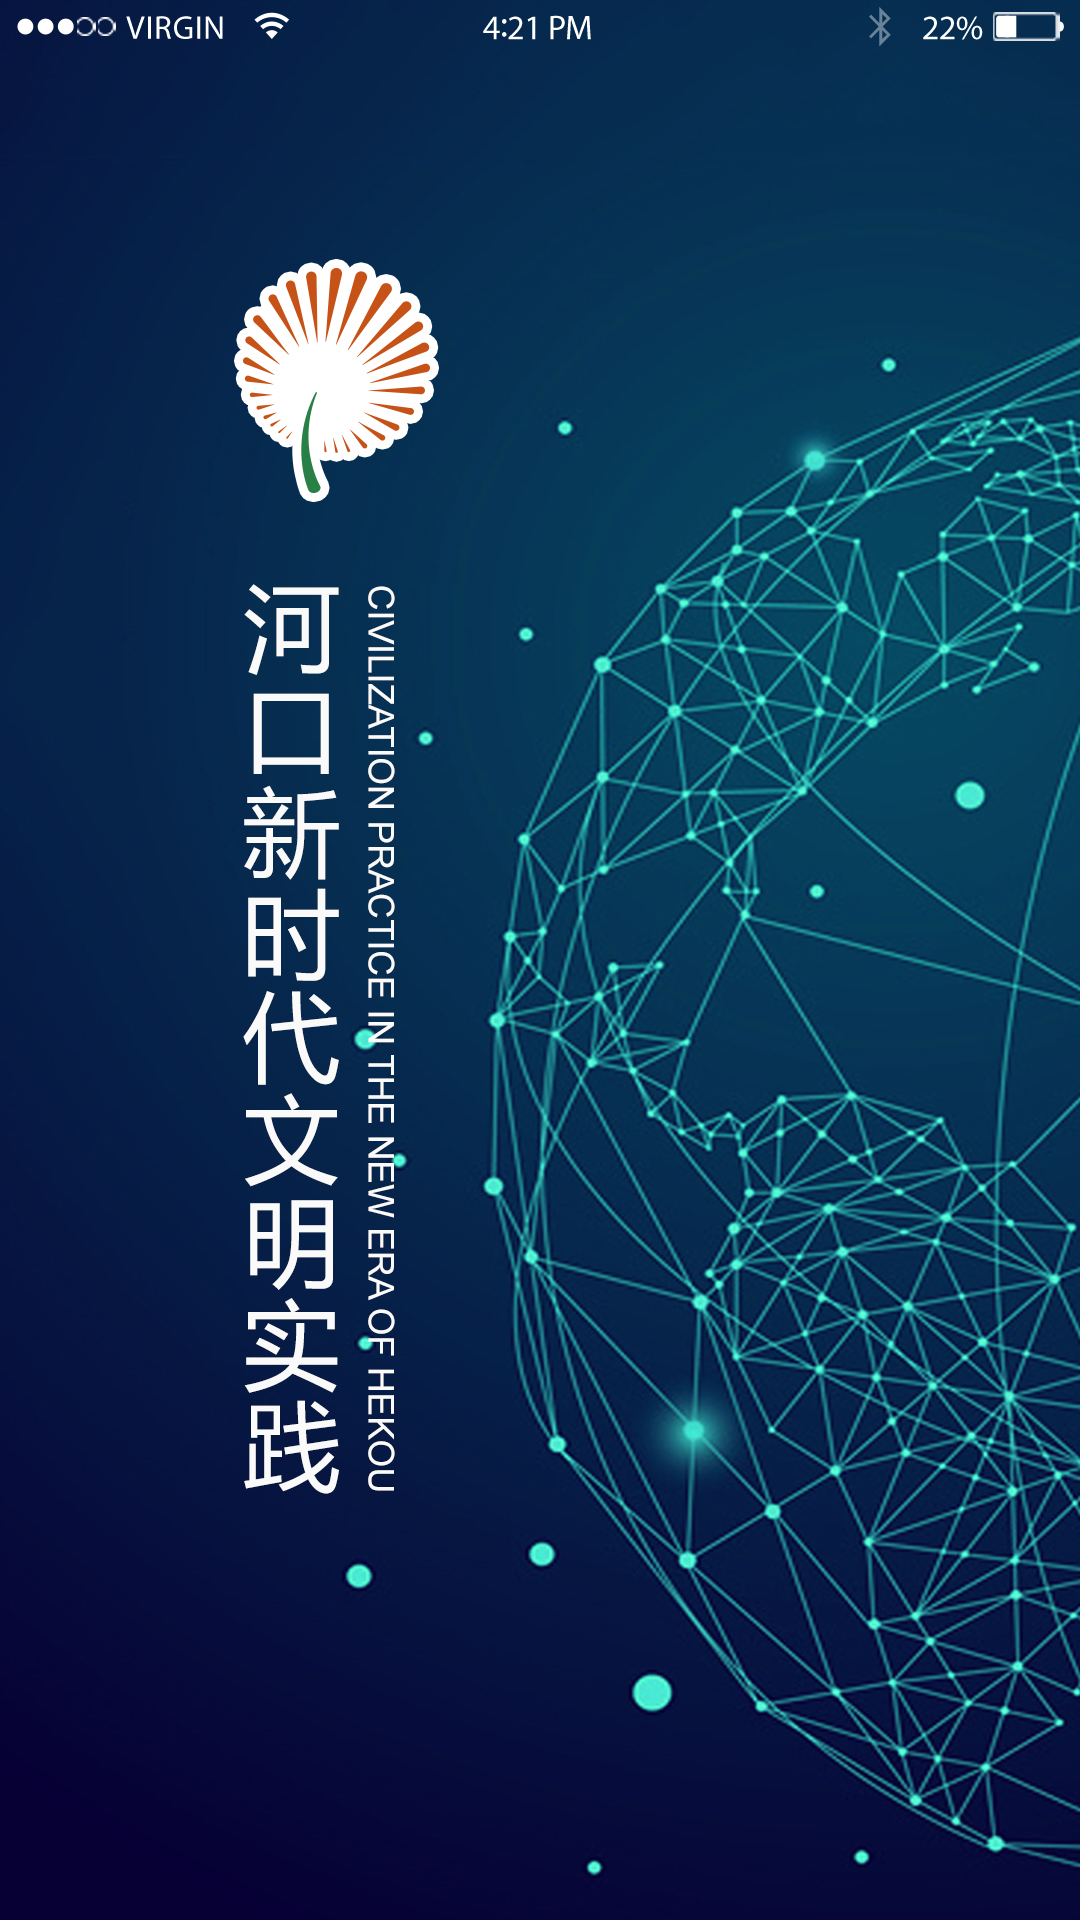 VIRGIN
4:21 PM
22%
河口新时代文明实践
CIVILIZATION PRACTICE IN THE NEW ERA OF HEKOU